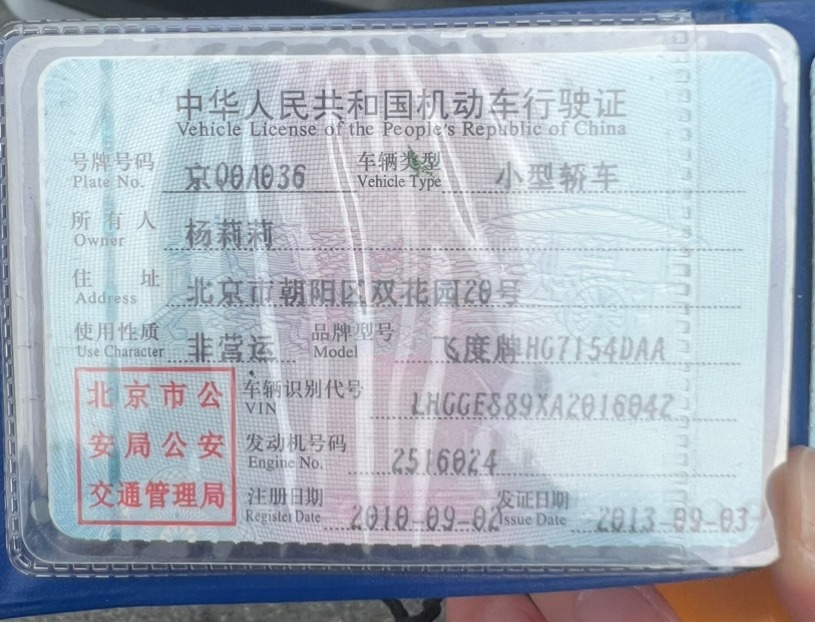 中华人民共和国机动车行驶证
Vehicle License of the People's Republic of China
号牌号码 京Q0A036 车辆类型 小型轿车
Plate No. Vehicle Type
所有人 杨莉莉
Owner
住址 北京市朝阳区双花园20号
Address
使用性质 非营运 品牌型号 飞度牌HG7154DAA
Use Character Model
北京市公 车辆识别代号 LHGGE889XA2016042
VIN
安局公安 发动机号码 2516024
Engine No.
交通管理局 注册日期 2010-09-02 发证日期 2013-09-03
Register Date Issue Date